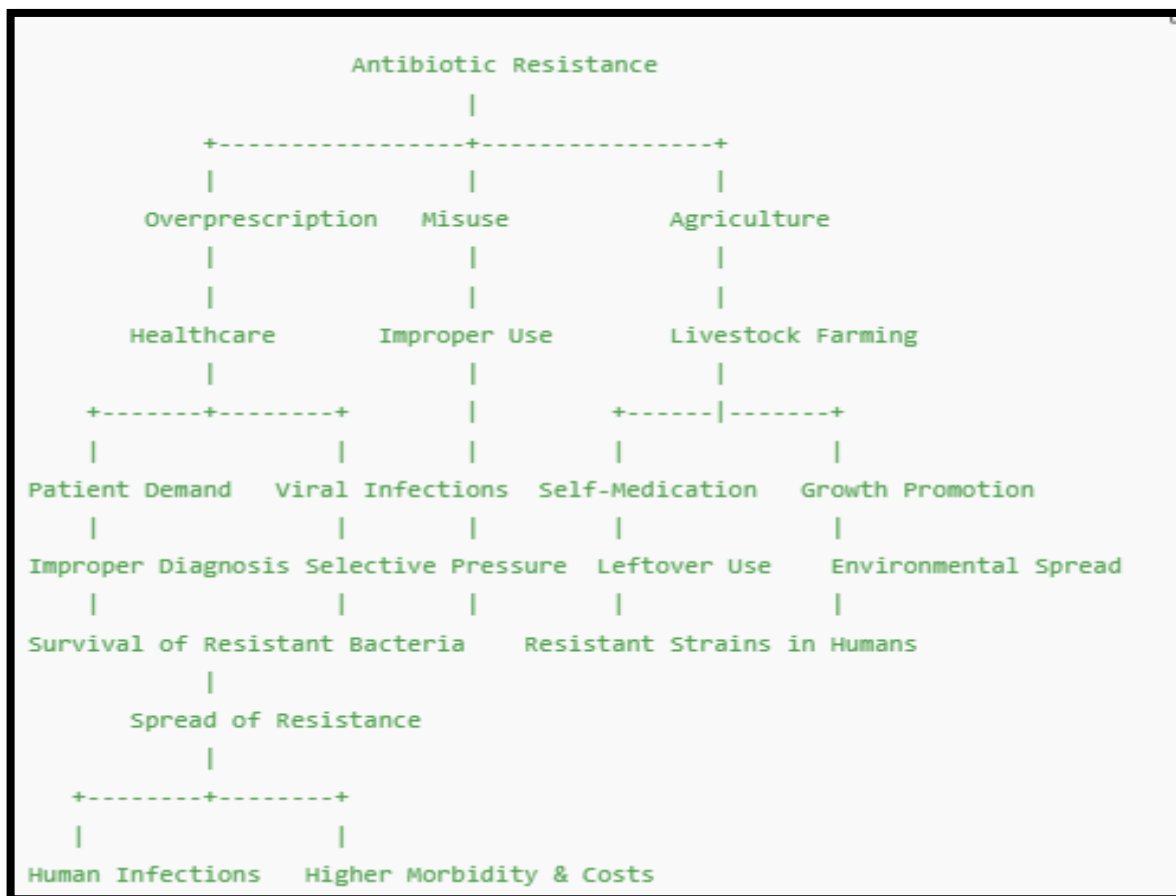 Antibiotic Resistance
|
+-----------------+----------------+
| | |
Overprescription Misuse Agriculture
| | |
| | |
Healthcare Improper Use Livestock Farming
| | |
+-------+--------+ | +------|-------+
| | | | |
Patient Demand Viral Infections Self-Medication Growth Promotion
| | | | |
Improper Diagnosis Selective Pressure Leftover Use Environmental Spread
| | | | |
Survival of Resistant Bacteria Resistant Strains in Humans
|
Spread of Resistance
|
+--------+--------+
| |
Human Infections Higher Morbidity & Costs